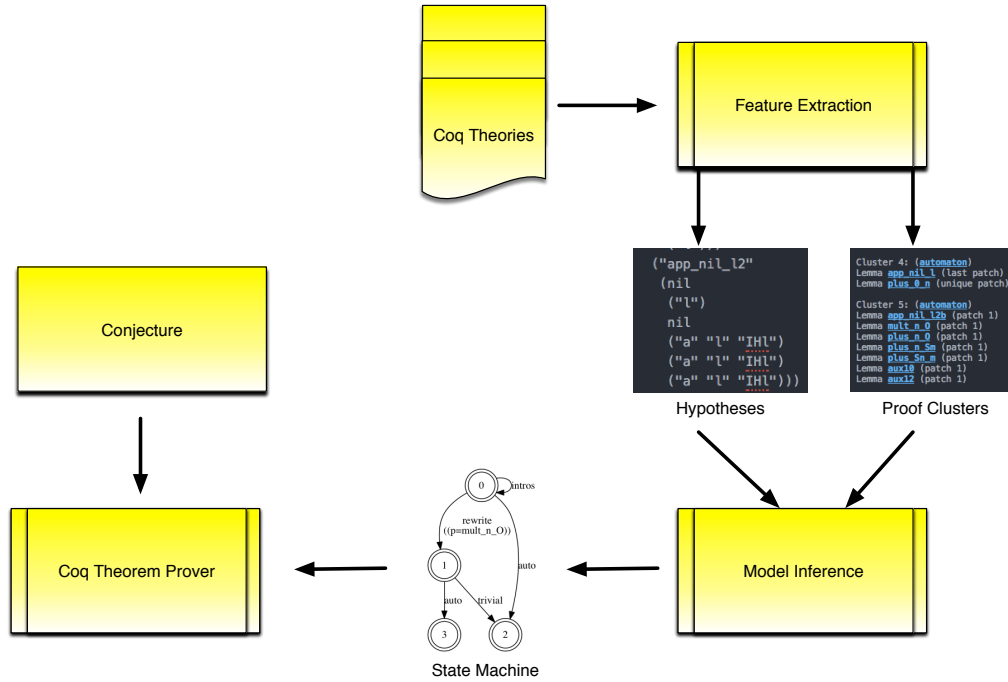 Coq Theories
Feature Extraction
("app_nil_l2"
(nil
("l")
nil
("a" "l" "IHl")
("a" "l" "IHl")
("a" "l" "IHl")))
Hypotheses
Cluster 4: (automaton)
Lemma app_nil_l (last patch)
Lemma plus_0_n (unique patch)
Cluster 5: (automaton)
Lemma app_nil_l2b (patch 1)
Lemma mult_n_O (patch 1)
Lemma plus_n_O (patch 1)
Lemma plus_n_Sm (patch 1)
Lemma plus_Sn_m (patch 1)
Lemma aux10 (patch 1)
Lemma aux12 (patch 1)
Proof Clusters
Conjecture
Coq Theorem Prover
0
intros
rewrite
((p=mult_n_O))
1
auto
auto
trivial
3
2
State Machine
Model Inference